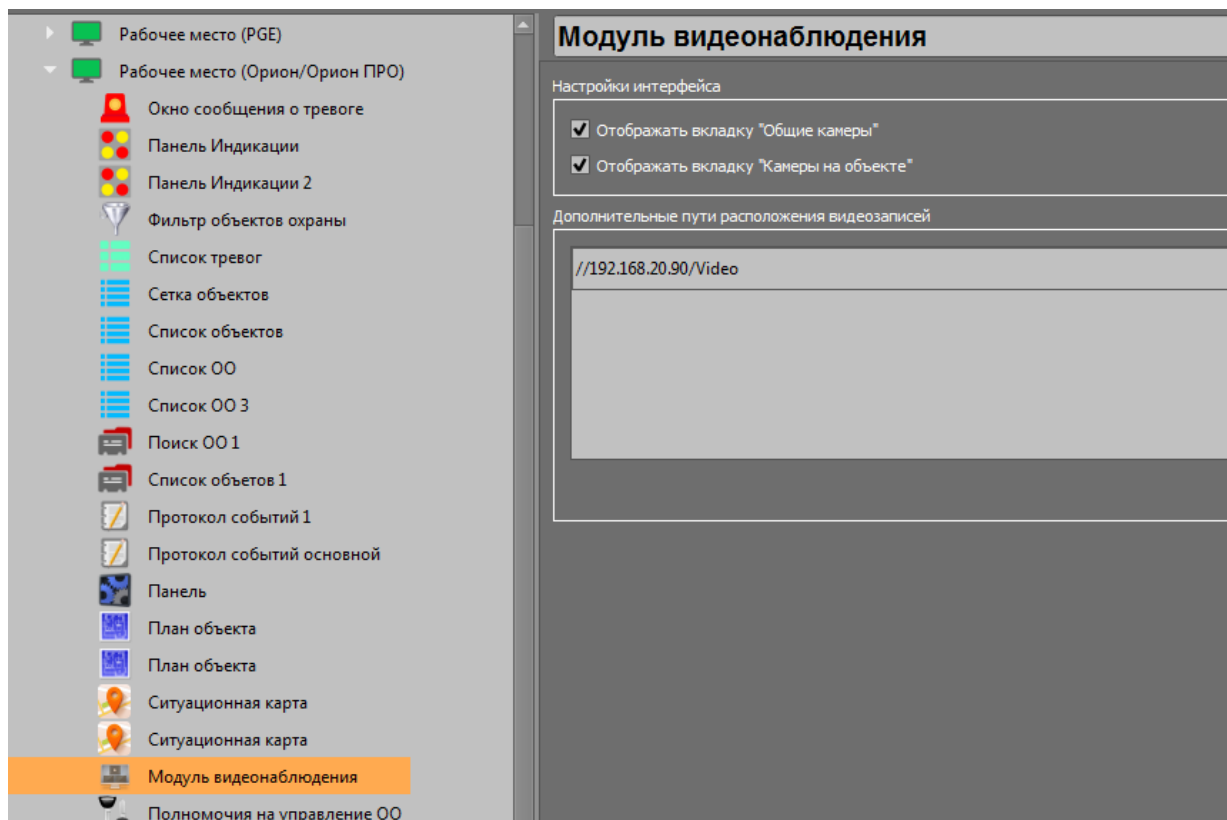 Рабочее место (PGE)
Рабочее место (Орион/Орион ПРО)
Окно сообщения о тревоге
Панель Индикации
Панель Индикации 2
Фильтр объектов охраны
Список тревог
Сетка объектов
Список объектов
Список ОО
Список ОО 3
Поиск ОО 1
Список объетов 1
Протокол событий 1
Протокол событий основной
Панель
План объекта
План объекта
Ситуационная карта
Ситуационная карта
Модуль видеонаблюдения
Полномочия на управление ОО
Модуль видеонаблюдения
Настройки интерфейса
Отображать вкладку "Общие камеры"
Отображать вкладку "Камеры на объекте"
Дополнительные пути расположения видеозаписей
//192.168.20.90/Video